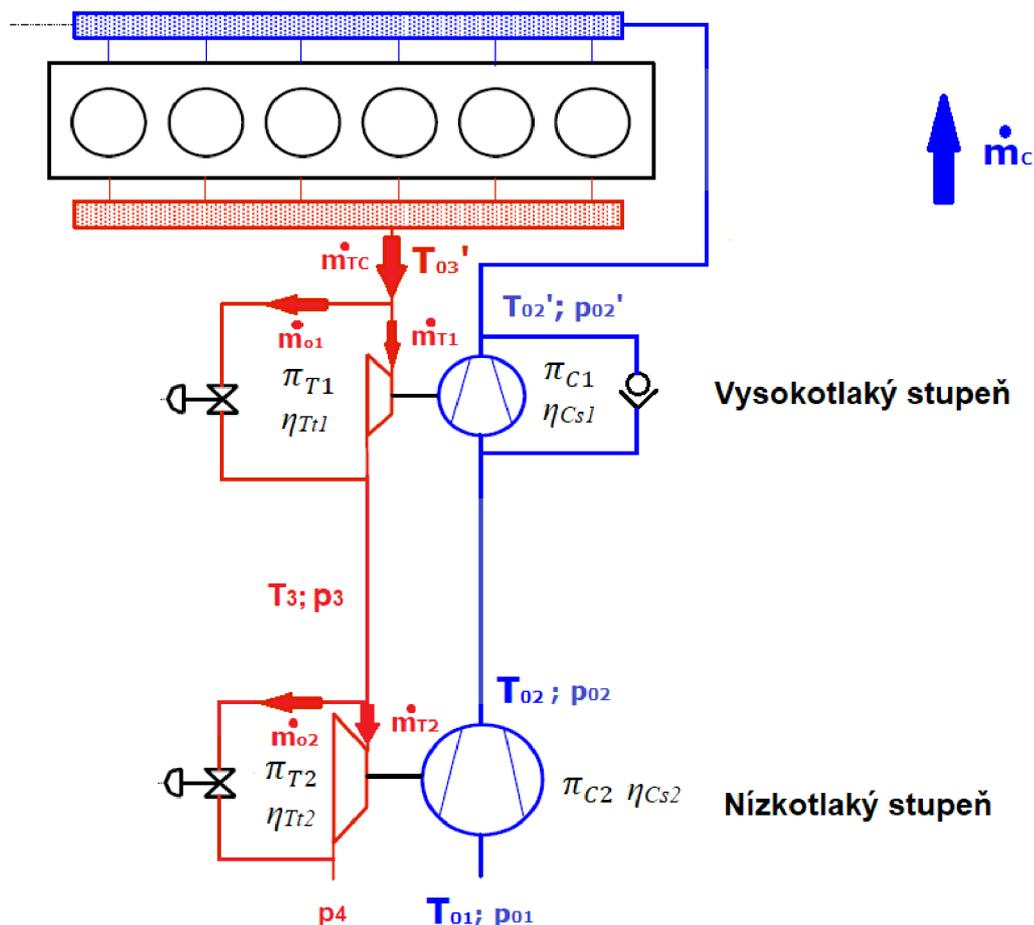 ṁC
ṁTC T03'
T02'; p02'
ṁo1 ṁT1
πT1 πC1
ηTt1 ηCs1
Vysokotlaký stupeň
T3; p3
T02 ; p02
ṁo2 ṁT2
πT2 πC2 ηCs2
ηTt2
Nízkotlaký stupeň
p4 T01; p01